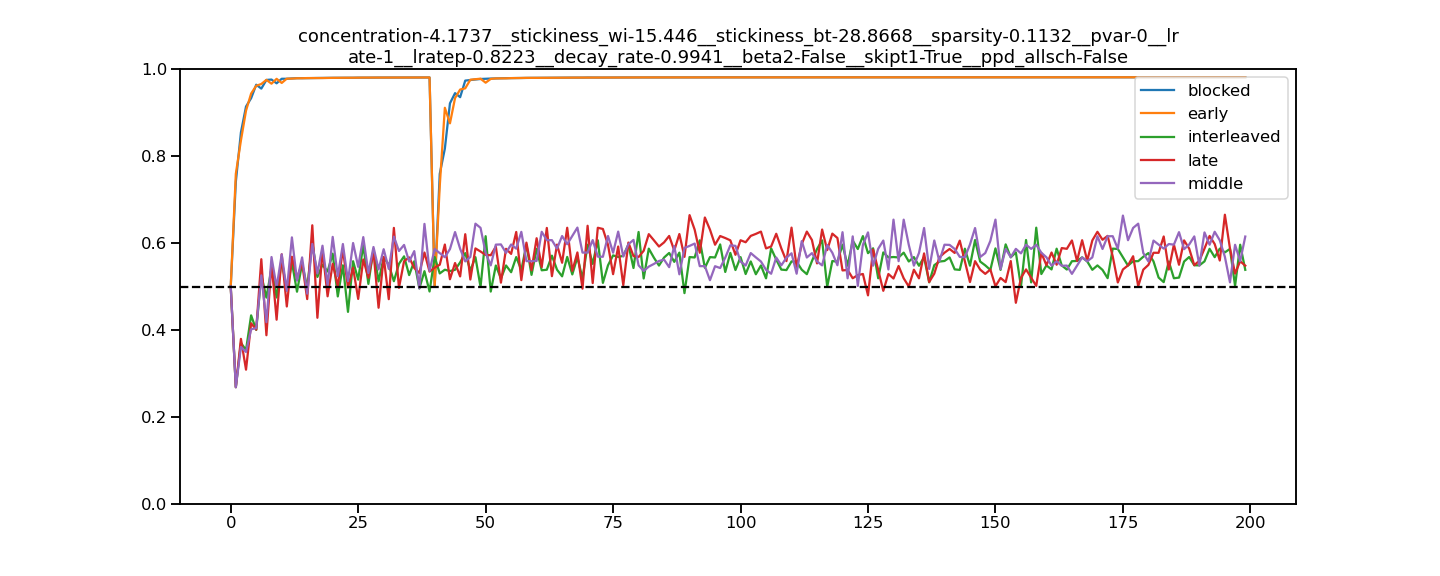 concentration-4.1737__stickiness_wi-15.446__stickiness_bt-28.8668__sparsity-0.1132__pvar-0__lr
ate-1__lratep-0.8223__decay_rate-0.9941__beta2-False__skipt1-True__ppd_allsch-False
1.0
0.8
0.6
0.4
0.2
0.0
blocked
early
interleaved
late
middle
0 25 50 75 100 125 150 175 200